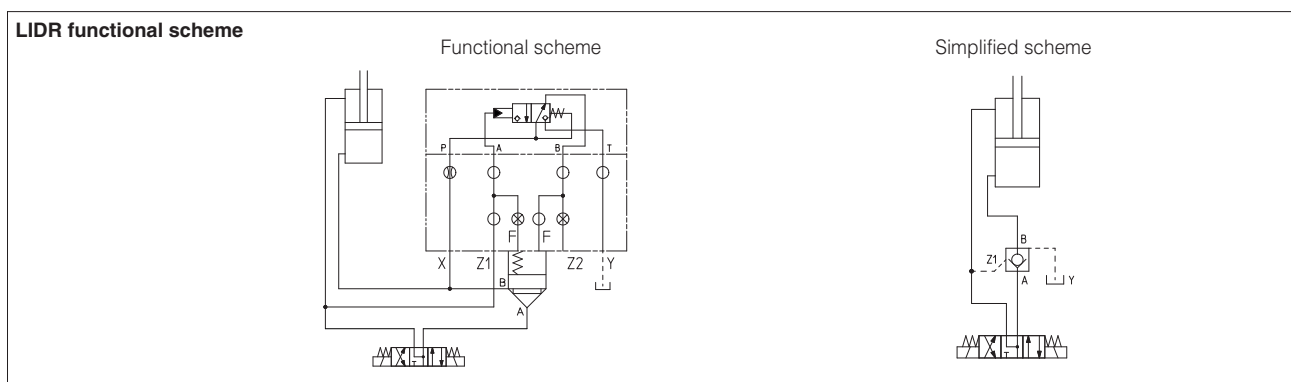 LIDR functional scheme
Functional scheme
Simplified scheme
P A B T
F F
X Z1 Z2 Y
B
A
T
B
Z1
A
Y
T